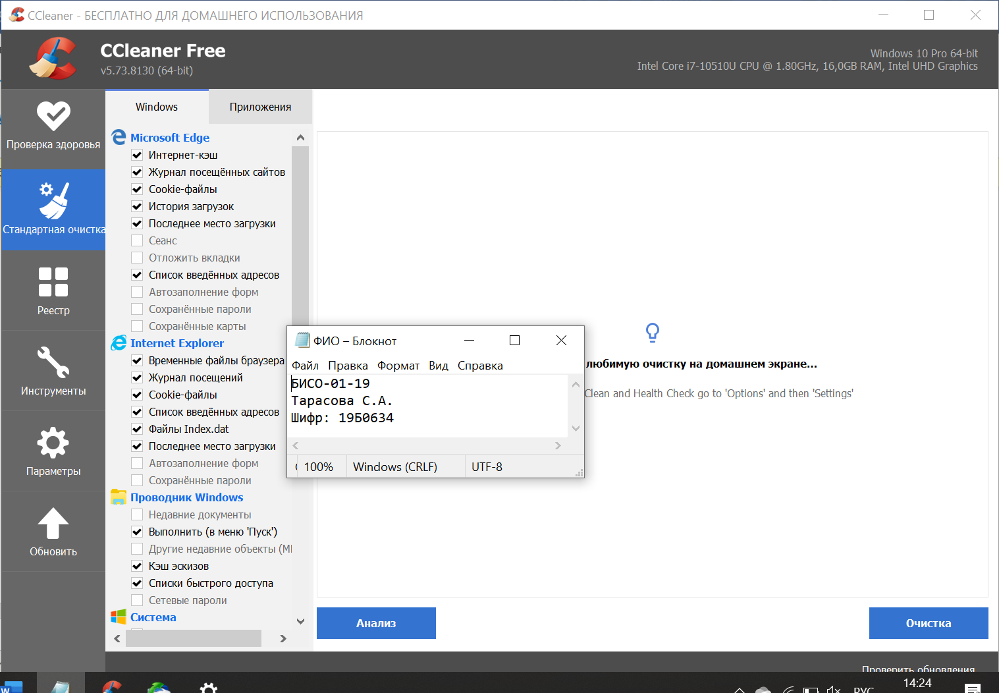 CCleaner - БЕСПЛАТНО ДЛЯ ДОМАШНЕГО ИСПОЛЬЗОВАНИЯ
CCleaner Free
v5.73.8130 (64-bit)
Windows 10 Pro 64-bit
Intel Core i7-10510U CPU @ 1.80GHz, 16,0GB RAM, Intel UHD Graphics
Проверка здоровья
Стандартная очистка
Реестр
Инструменты
Параметры
Обновить
Windows
Приложения
Microsoft Edge
Интернет-кэш
Журнал посещённых сайтов
Cookie-файлы
История загрузок
Последнее место загрузки
Сеанс
Отложить вкладки
Список введённых адресов
Автозаполнение форм
Сохранённые пароли
Сохранённые карты
Internet Explorer
Временные файлы браузера
Журнал посещений
Cookie-файлы
Список введённых адресов
Файлы Index.dat
Последнее место загрузки
Автозаполнение форм
Сохранённые пароли
Проводник Windows
Недавние документы
Выполнить (в меню 'Пуск')
Другие недавние объекты
Кэш эскизов
Списки быстрого доступа
Сетевые пароли
Система
ФИО – Блокнот
Файл Правка Формат Вид Справка
БИСО-01-19
Тарасова С.А.
Шифр: 19Б0634
100%
Windows (CRLF)
UTF-8
любимую очистку на домашнем экране...
Clean and Health Check go to 'Options' and then 'Settings'
Анализ
Очистка
Проверить обновления
14:24
РУС